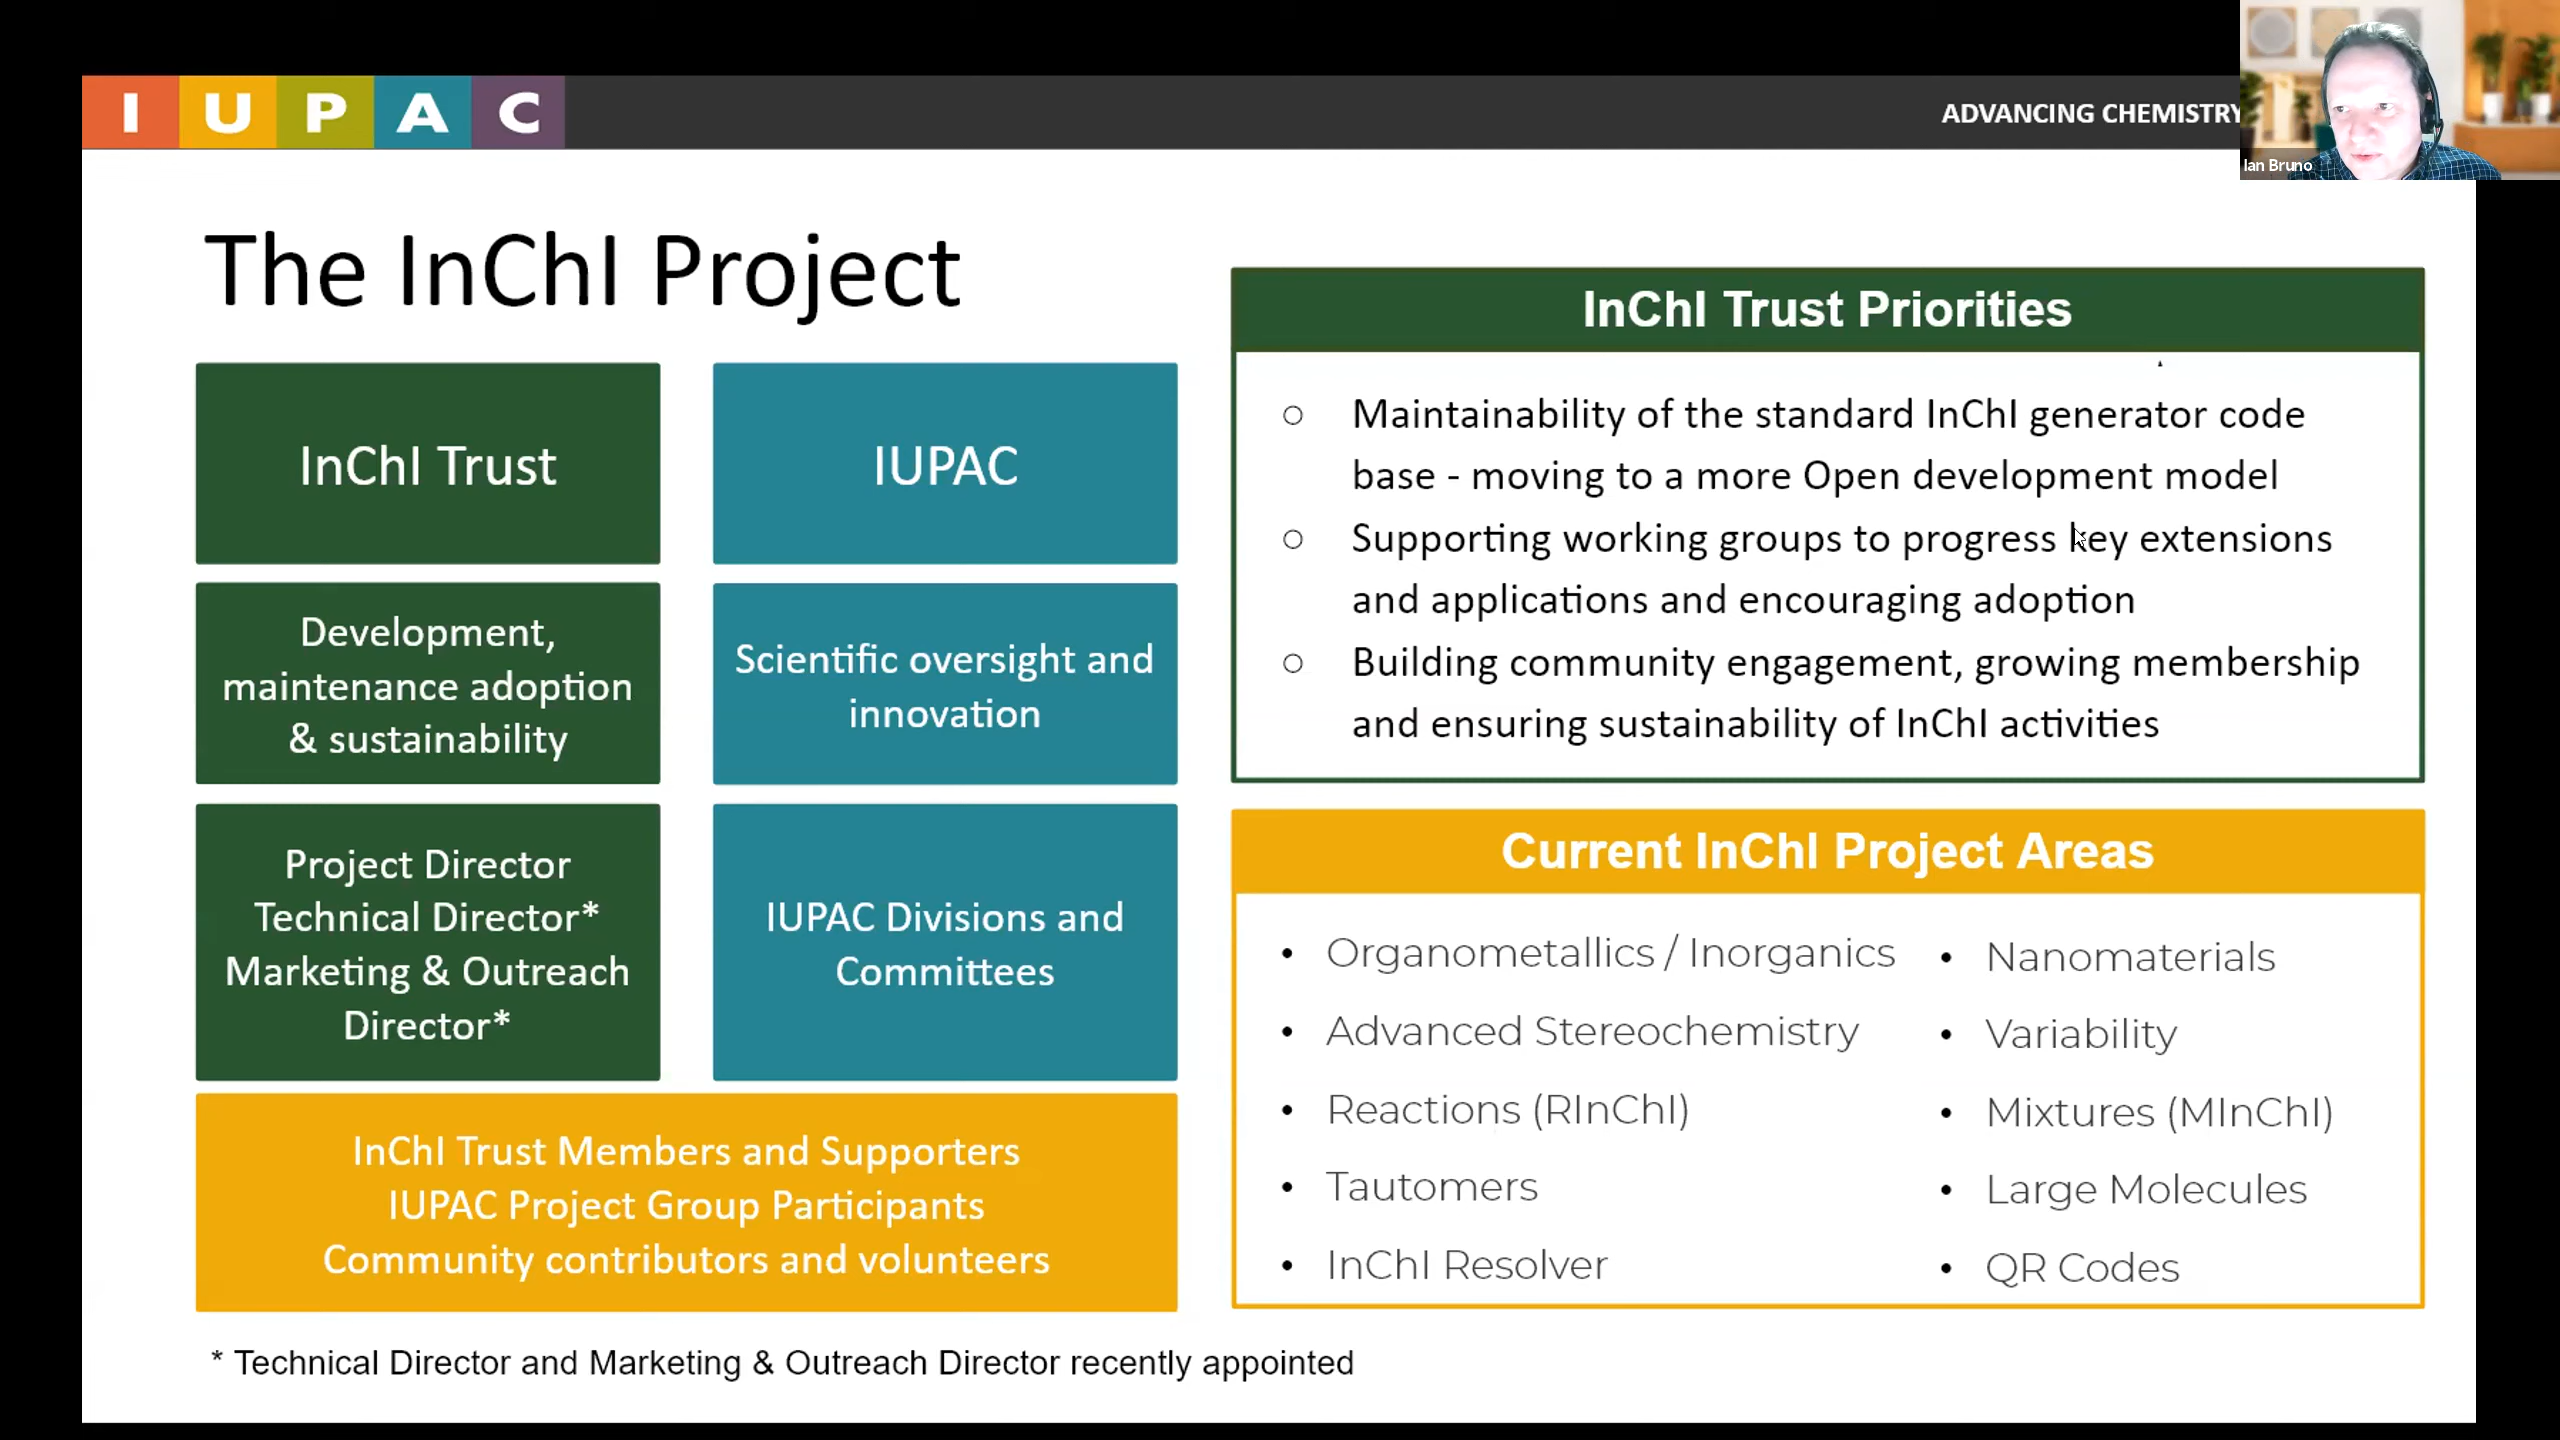 IUPAC
ADVANCING CHEMISTRY
Ian Bruno
The InChI Project
InChI Trust
IUPAC
Development,
maintenance adoption
& sustainability
Scientific oversight and
innovation
Project Director
Technical Director*
Marketing & Outreach
Director*
IUPAC Divisions and
Committees
InChI Trust Members and Supporters
IUPAC Project Group Participants
Community contributors and volunteers
* Technical Director and Marketing & Outreach Director recently appointed
InChI Trust Priorities
○ Maintainability of the standard InChI generator code
base - moving to a more Open development model
○ Supporting working groups to progress key extensions
and applications and encouraging adoption
○ Building community engagement, growing membership
and ensuring sustainability of InChI activities
Current InChI Project Areas
• Organometallics / Inorganics
• Advanced Stereochemistry
• Reactions (RInChI)
• Tautomers
• InChI Resolver
• Nanomaterials
• Variability
• Mixtures (MInChI)
• Large Molecules
• QR Codes